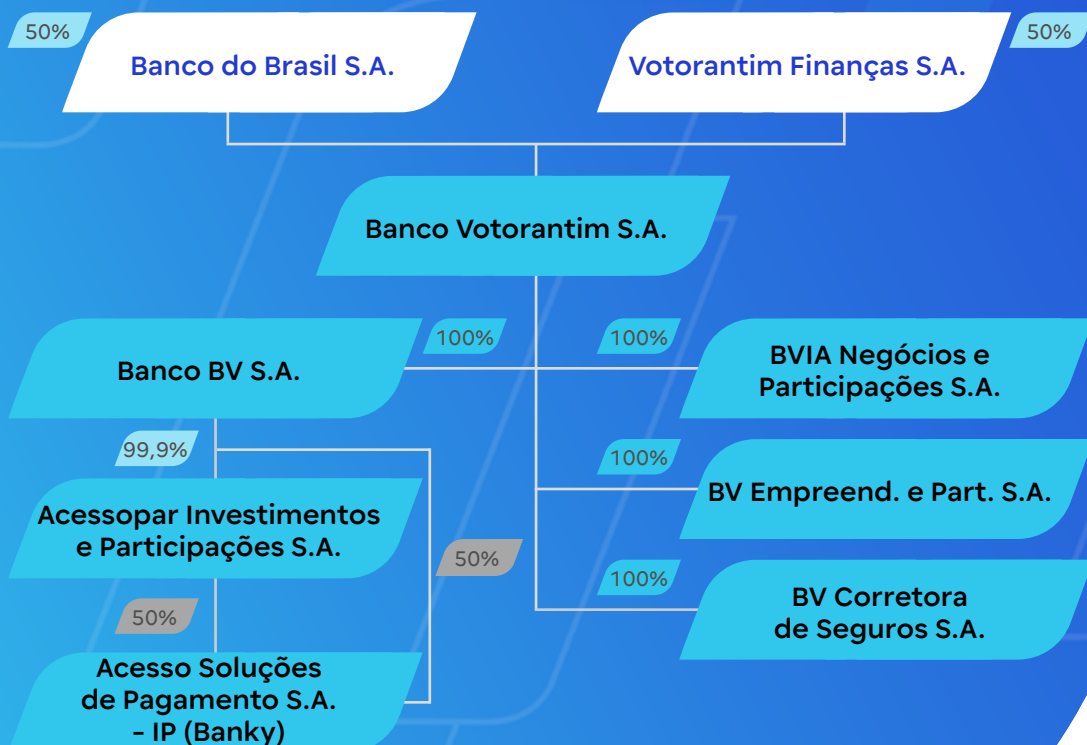 50%
Banco do Brasil S.A.
Votorantim Finanças S.A.
50%
Banco Votorantim S.A.
Banco BV S.A.
100%
100%
BVIA Negócios e
Participações S.A.
99,9%
Acessopar Investimentos
e Participações S.A.
50%
100%
BV Empreend. e Part. S.A.
50%
Acesso Soluções
de Pagamento S.A.
- IP (Banky)
100%
BV Corretora
de Seguros S.A.